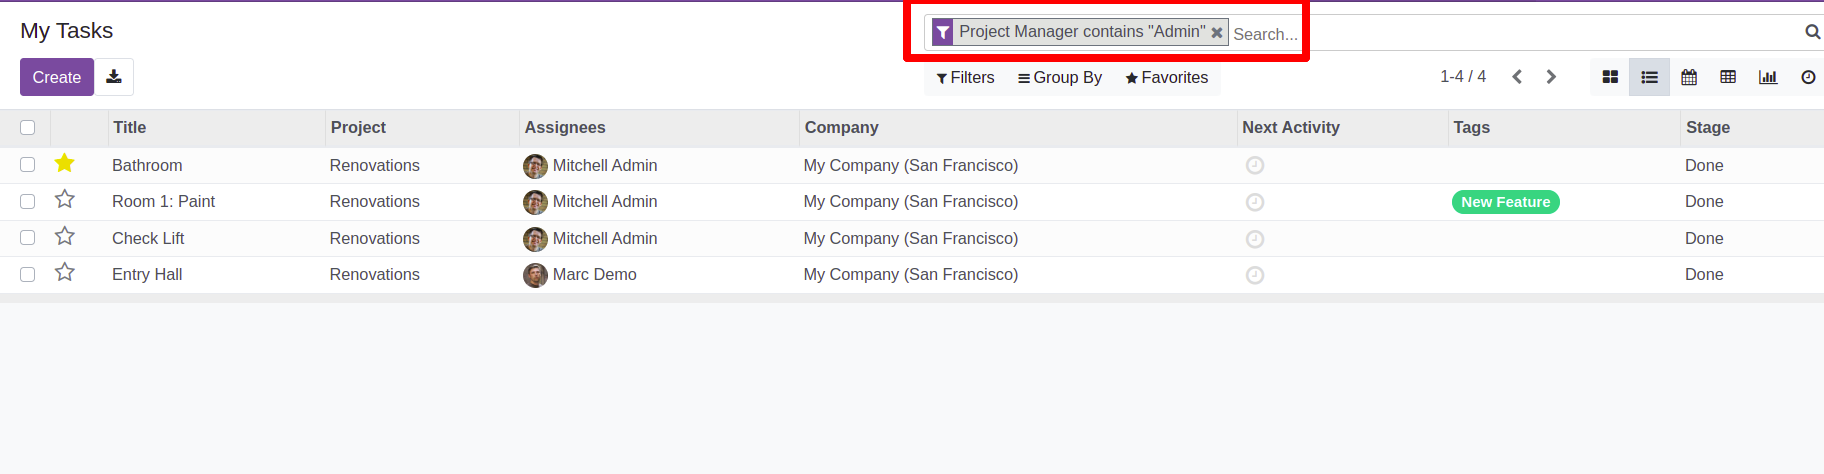 My Tasks
Project Manager contains "Admin" Search...
Create
Filters Group By Favorites
1-4 / 4
Title Project Assignees Company Next Activity Tags Stage
Bathroom Renovations Mitchell Admin My Company (San Francisco) Done
Room 1: Paint Renovations Mitchell Admin My Company (San Francisco) New Feature Done
Check Lift Renovations Mitchell Admin My Company (San Francisco) Done
Entry Hall Renovations Marc Demo My Company (San Francisco) Done